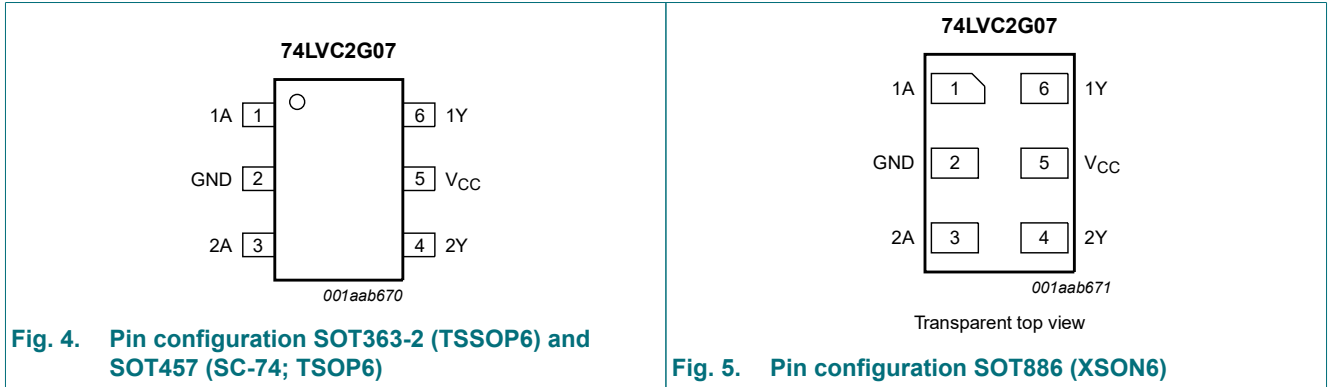 74LVC2G07
1A 1 6 1Y
GND 2 5 VCC
2A 3 4 2Y
001aab670
Fig. 4. Pin configuration SOT363-2 (TSSOP6) and
SOT457 (SC-74; TSOP6)
74LVC2G07
1A 1 6 1Y
GND 2 5 VCC
2A 3 4 2Y
001aab671
Transparent top view
Fig. 5. Pin configuration SOT886 (XSON6)